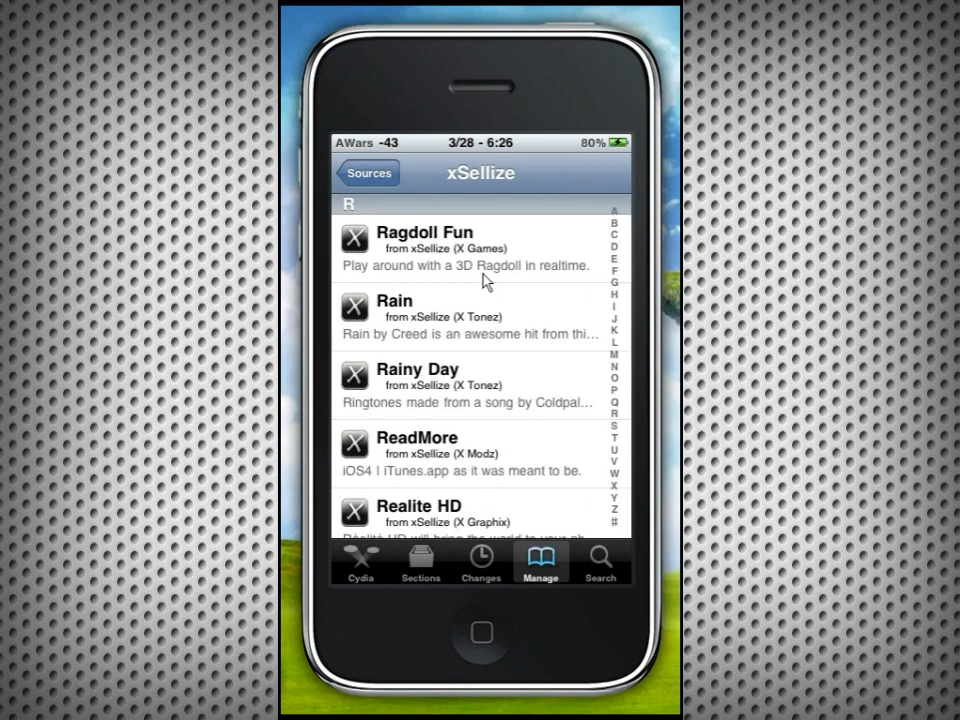 AWars -43 3/28 - 6:26 80%
Sources xSellize
R
Ragdoll Fun
from xSellize (X Games)
Play around with a 3D Ragdoll in realtime.
Rain
from xSellize (X Tonez)
Rain by Creed is an awesome hit from thi...
Rainy Day
from xSellize (X Tonez)
Ringtones made from a song by Coldpal...
ReadMore
from xSellize (X Modz)
iOS4 | iTunes.app as it was meant to be.
Realite HD
from xSellize (X Graphix)
Réalité HD will bring the world to your ph...
A
B
C
D
E
F
G
H
I
J
K
L
M
N
O
P
Q
R
S
T
U
V
W
X
Y
Z
#
Cydia Sections Changes Manage Search